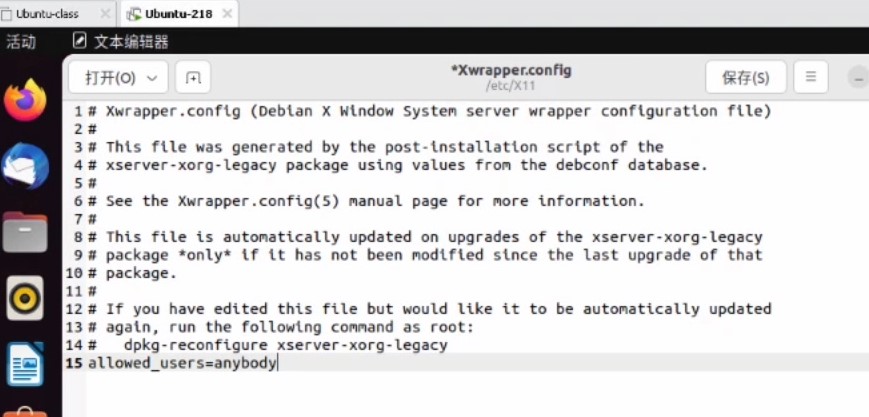 Ubuntu-class × Ubuntu-218 ×
活动 文本编辑器
打开(O) *Xwrapper.config 保存(S)
/etc/X11
1 # Xwrapper.config (Debian X Window System server wrapper configuration file)
2 #
3 # This file was generated by the post-installation script of the
4 # xserver-xorg-legacy package using values from the debconf database.
5 #
6 # See the Xwrapper.config(5) manual page for more information.
7 #
8 # This file is automatically updated on upgrades of the xserver-xorg-legacy
9 # package *only* if it has not been modified since the last upgrade of that
10 # package.
11 #
12 # If you have edited this file but would like it to be automatically updated
13 # again, run the following command as root:
14 #   dpkg-reconfigure xserver-xorg-legacy
15 allowed_users=anybody